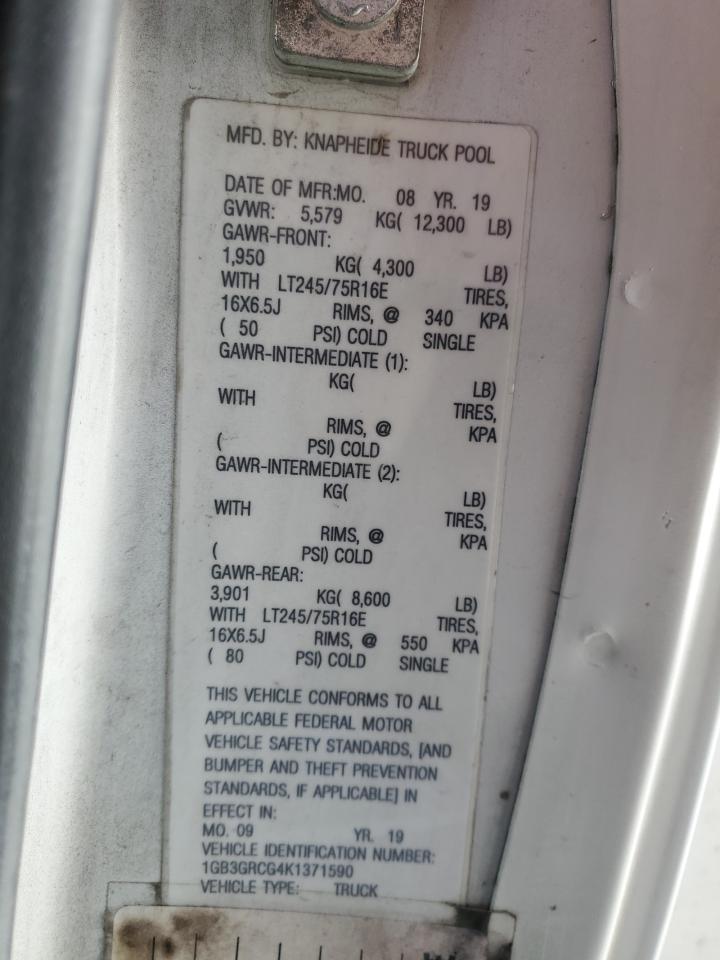 MFD. BY: KNAPHEIDE TRUCK POOL
DATE OF MFR:MO. 08 YR. 19
GVWR: 5,579 KG( 12,300 LB)
GAWR-FRONT:
1,950 KG( 4,300 LB)
WITH LT245/75R16E TIRES,
16X6.5J RIMS, @ 340 KPA
( 50 PSI) COLD SINGLE
GAWR-INTERMEDIATE (1):
KG( LB)
WITH TIRES,
RIMS, @ KPA
( PSI) COLD
GAWR-INTERMEDIATE (2):
KG( LB)
WITH TIRES,
RIMS, @ KPA
( PSI) COLD
GAWR-REAR:
3,901 KG( 8,600 LB)
WITH LT245/75R16E TIRES,
16X6.5J RIMS, @ 550 KPA
( 80 PSI) COLD SINGLE
THIS VEHICLE CONFORMS TO ALL
APPLICABLE FEDERAL MOTOR
VEHICLE SAFETY STANDARDS, [AND
BUMPER AND THEFT PREVENTION
STANDARDS, IF APPLICABLE] IN
EFFECT IN:
MO. 09 YR. 19
VEHICLE IDENTIFICATION NUMBER:
1GB3GRCG4K1371590
VEHICLE TYPE: TRUCK